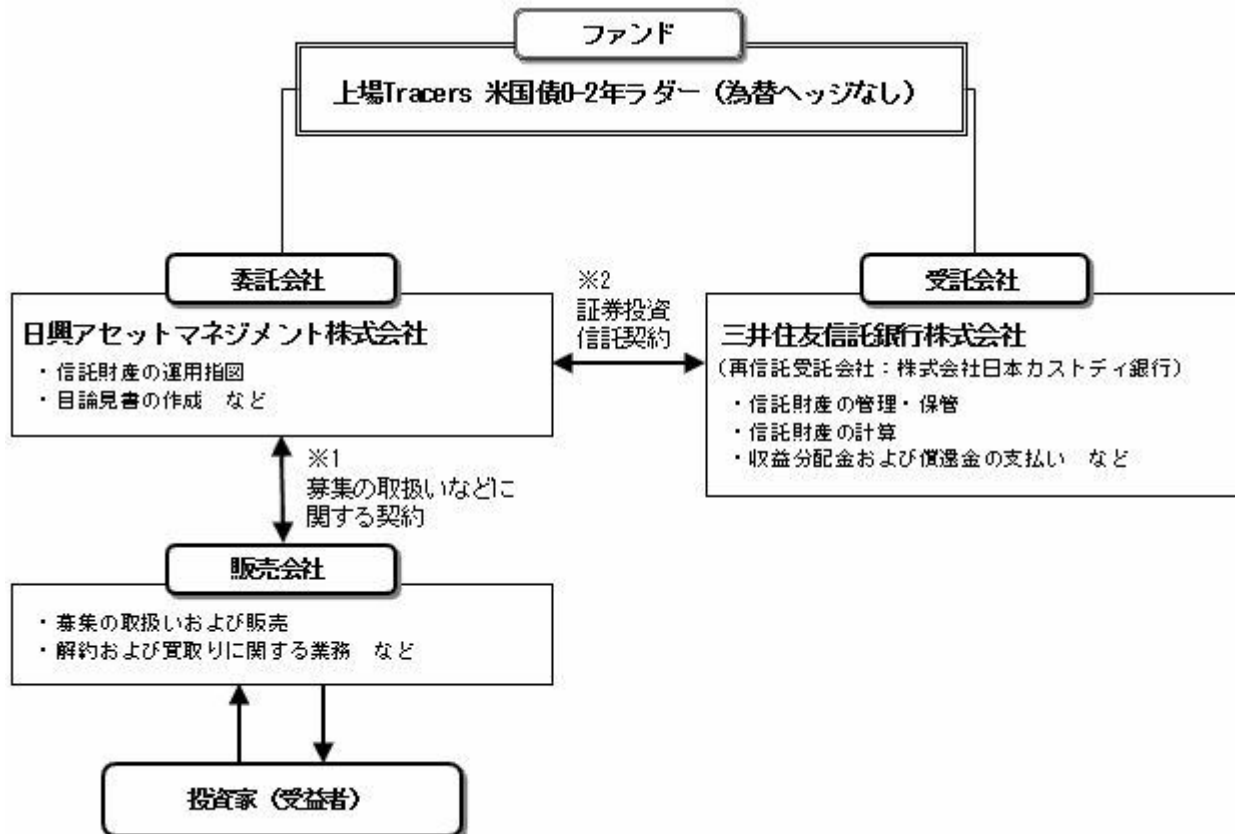 ファンド
上場Tracers 米国債0-2年ラダー（為替ヘッジなし）
委託会社
日興アセットマネジメント株式会社
・信託財産の運用指図
・目論見書の作成　など
※2
証券投資
信託契約
受託会社
三井住友信託銀行株式会社
（再信託受託会社：株式会社日本カストディ銀行）
・信託財産の管理・保管
・信託財産の計算
・収益分配金および償還金の支払い　など
※1
募集の取扱いなどに
関する契約
販売会社
・募集の取扱いおよび販売
・解約および買取りに関する業務　など
投資家（受益者）